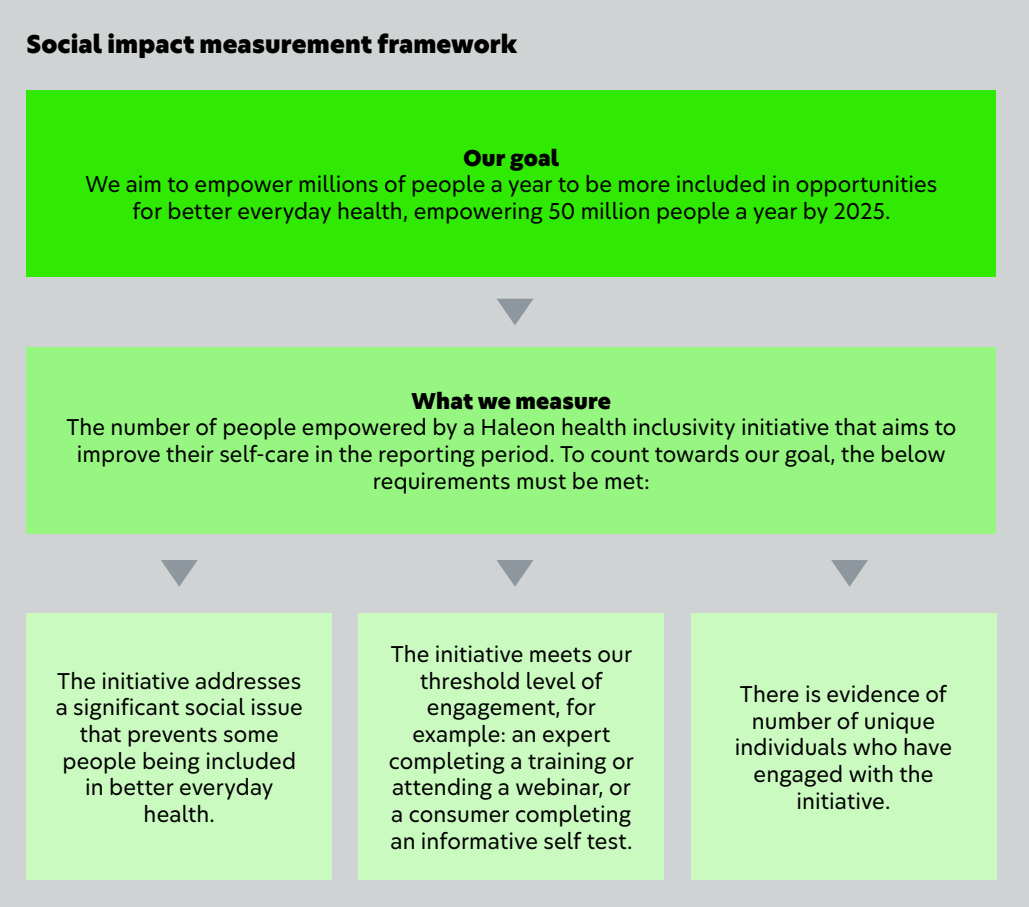 Social impact measurement framework
Our goal
We aim to empower millions of people a year to be more included in opportunities
for better everyday health, empowering 50 million people a year by 2025.
What we measure
The number of people empowered by a Haleon health inclusivity initiative that aims to
improve their self-care in the reporting period. To count towards our goal, the below
requirements must be met:
The initiative addresses
a significant social issue
that prevents some
people being included
in better everyday
health.
The initiative meets our
threshold level of
engagement, for
example: an expert
completing a training or
attending a webinar, or
a consumer completing
an informative self test.
There is evidence of
number of unique
individuals who have
engaged with the
initiative.